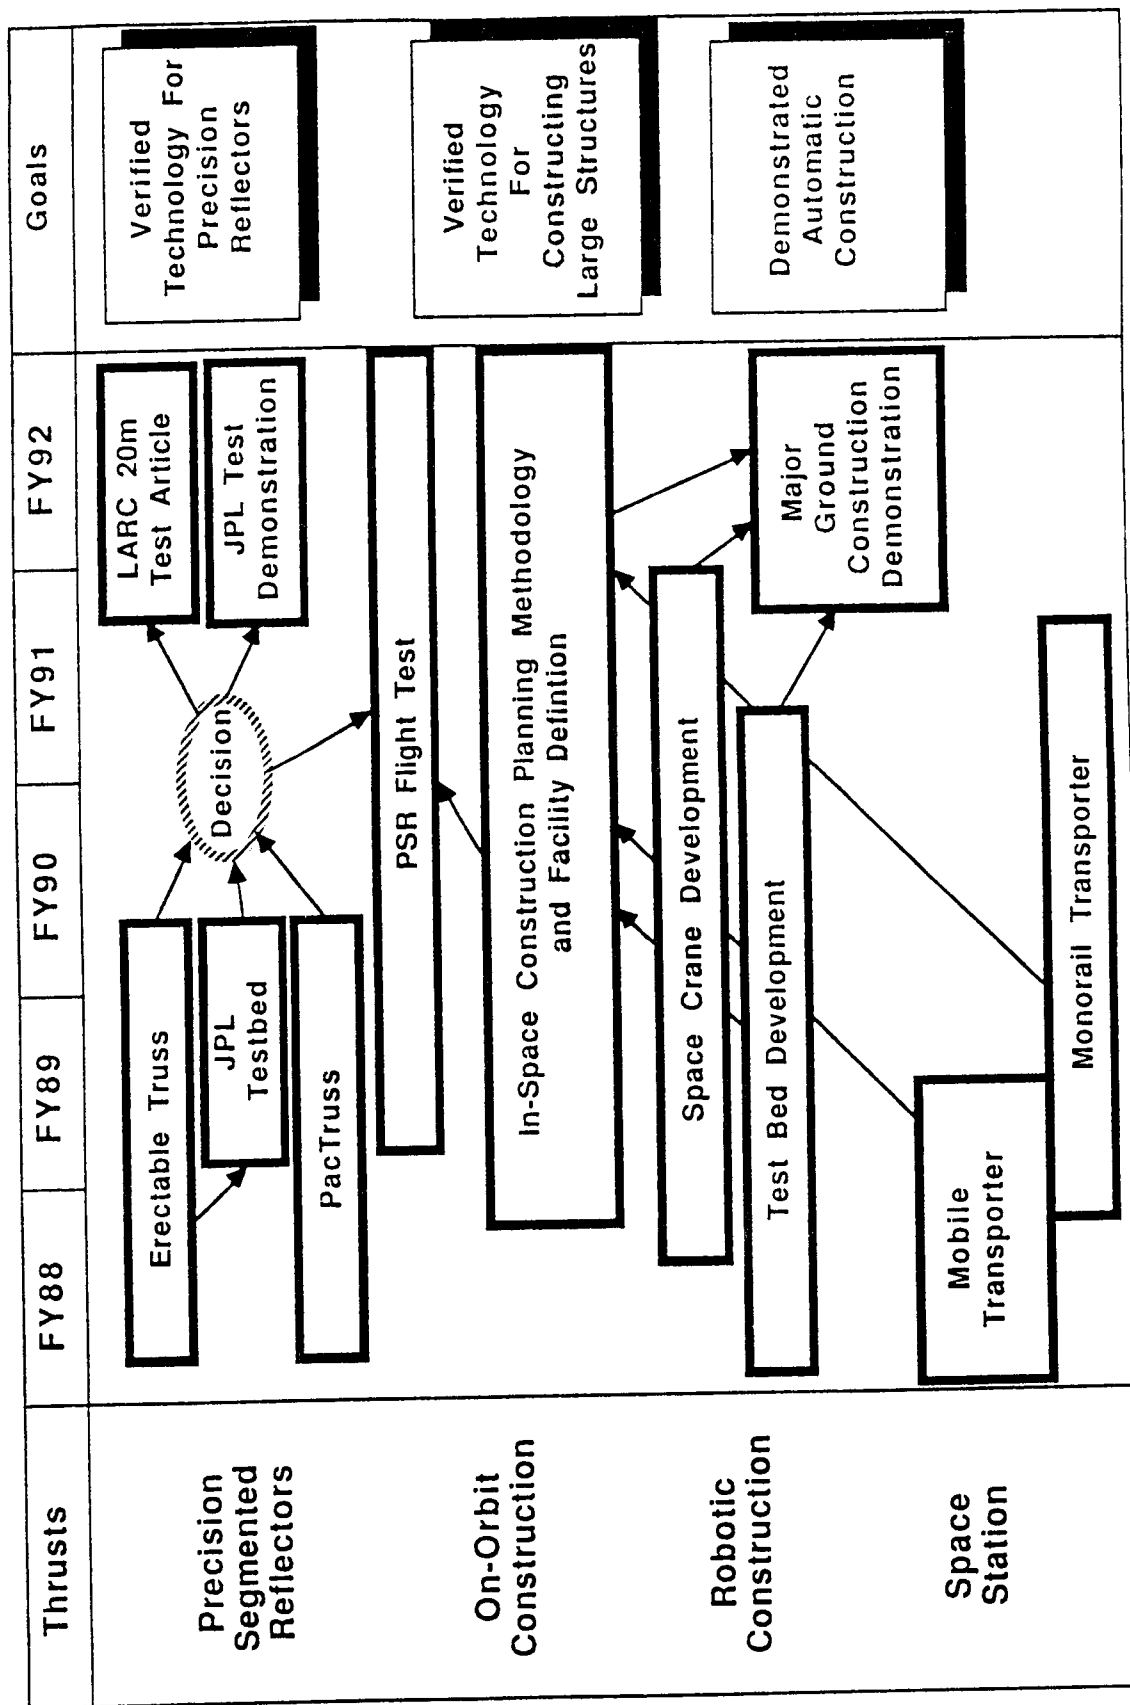 Thrusts
FY88
FY89
FY90
FY91
FY92
Goals
Precision
Segmented
Reflectors
Erectable Truss
JPL
Testbed
PacTruss
Decision
LARC 20m
Test Article
JPL Test
Demonstration
PSR Flight Test
Verified
Technology For
Precision
Reflectors
On-Orbit
Construction
In-Space Construction Planning Methodology
and Facility Defintion
Verified
Technology
For
Constructing
Large Structures
Robotic
Construction
Space Crane Development
Test Bed Development
Major
Ground
Construction
Demonstration
Demonstrated
Automatic
Construction
Space
Station
Mobile
Transporter
Monorail Transporter